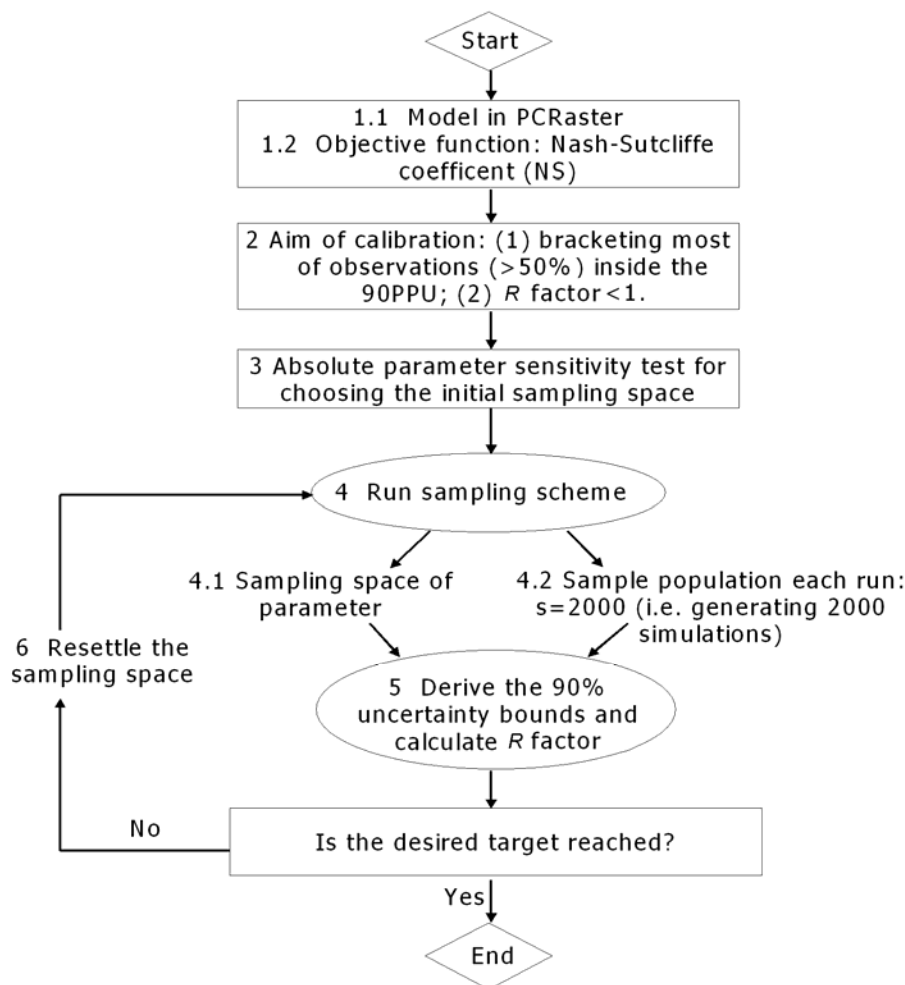 Start
1.1 Model in PCRaster
1.2 Objective function: Nash-Sutcliffe
coefficent (NS)
2 Aim of calibration: (1) bracketing most
of observations (>50%) inside the
90PPU; (2) R factor<1.
3 Absolute parameter sensitivity test for
choosing the initial sampling space
4 Run sampling scheme
4.1 Sampling space of
parameter
4.2 Sample population each run:
s=2000 (i.e. generating 2000
simulations)
6 Resettle the
sampling space
5 Derive the 90%
uncertainty bounds and
calculate R factor
No
Is the desired target reached?
Yes
End